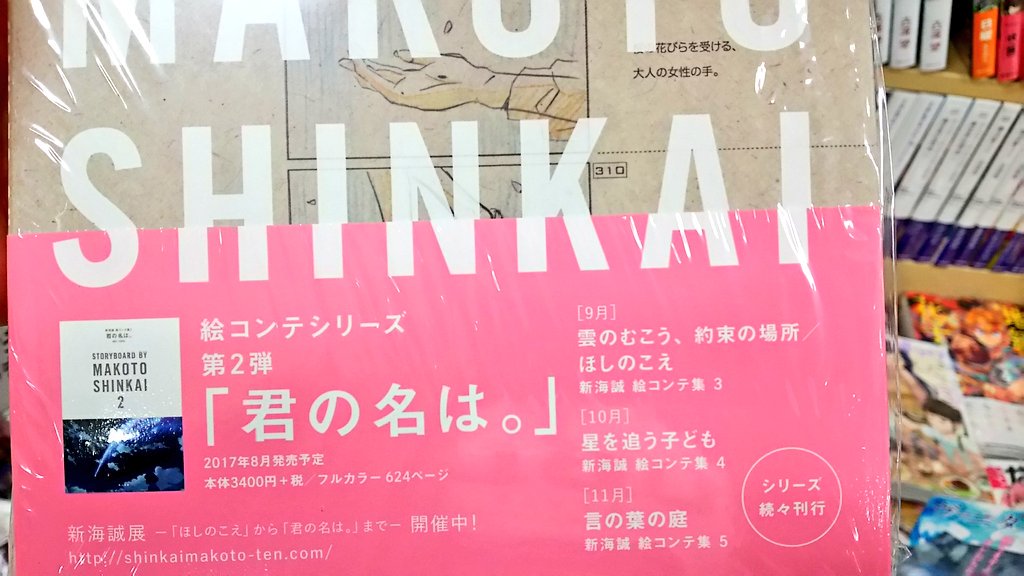 MAKOTO
花びらを受ける、
大人の女性の手。
SHINKAI
310
STORYBOARD BY
MAKOTO
SHINKAI
2
絵コンテシリーズ
第2弾
「君の名は。」
2017年8月発売予定
本体3400円+税／フルカラー624ページ
新海誠展 ー「ほしのこえ」から「君の名は。」までー 開催中!
http://shinkaimakoto-ten.com/
[9月]
雲のむこう、約束の場所／
ほしのこえ
新海誠 絵コンテ集 3
[10月]
星を追う子ども
新海誠 絵コンテ集 4
[11月]
言の葉の庭
新海誠 絵コンテ集 5
シリーズ
続々刊行